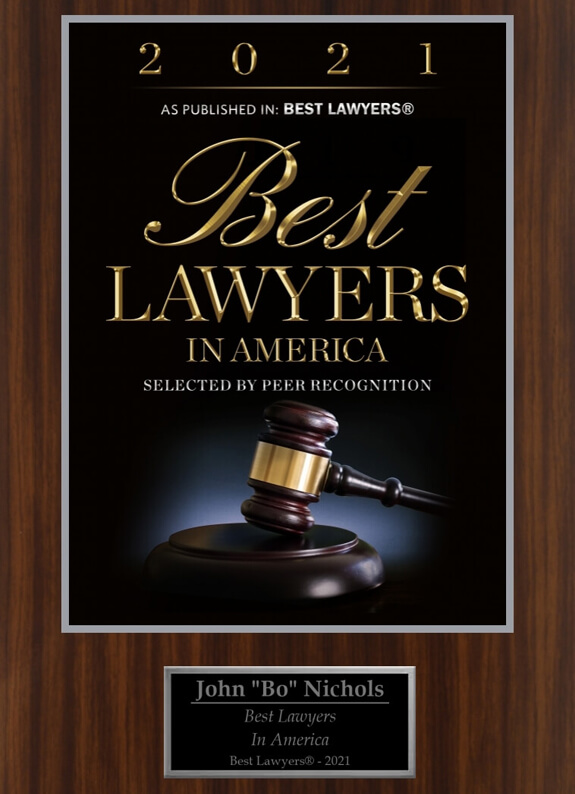 2 0 2 1
AS PUBLISHED IN: BEST LAWYERS®
Best
LAWYERS
IN AMERICA
SELECTED BY PEER RECOGNITION
John "Bo" Nichols
Best Lawyers
In America
Best Lawyers® - 2021